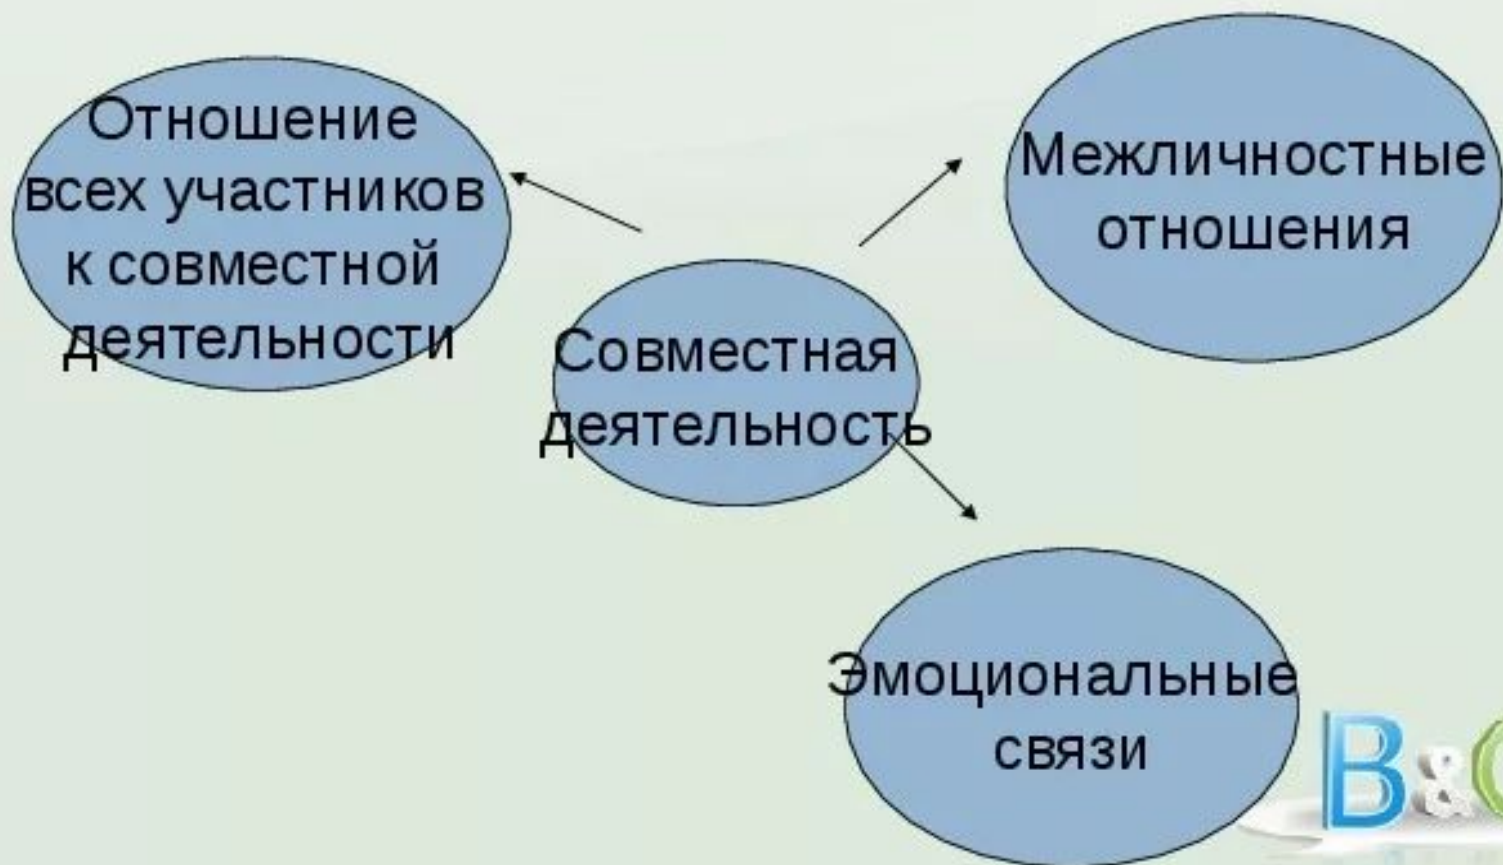 Отношение
всех участников
к совместной
деятельности
Межличностные
отношения
Совместная
деятельность
Эмоциональные
связи
B&